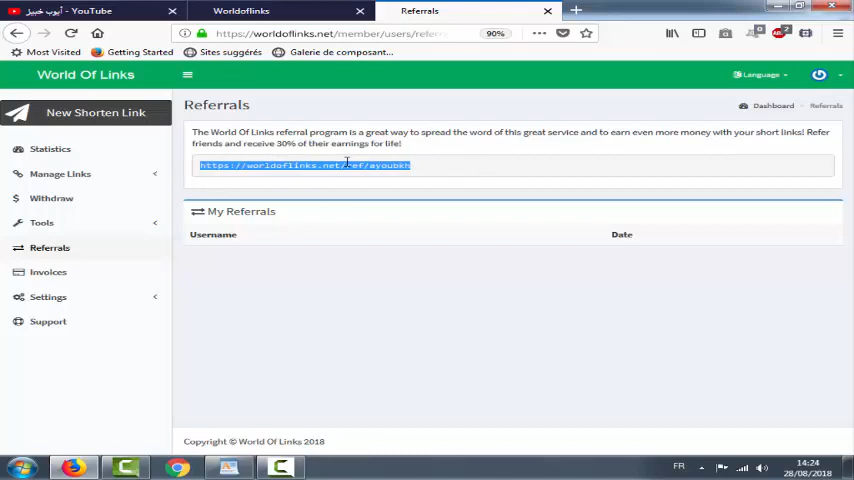 أيوب خبيز - YouTube
Worldoflinks
Referrals
https://worldoflinks.net/member/users/referr
90%
2
Most Visited
Getting Started
Sites suggérés
Galerie de composant...
World Of Links
Language
New Shorten Link
Referrals
Dashboard
Referrals
The World Of Links referral program is a great way to spread the word of this great service and to earn even more money with your short links! Refer
friends and receive 30% of their earnings for life!
https://worldoflinks.net/ref/ayoubkh
Statistics
Manage Links
Withdraw
Tools
Referrals
Invoices
Settings
Support
My Referrals
Username
Date
Copyright © World Of Links 2018
FR
14:24
28/08/2018